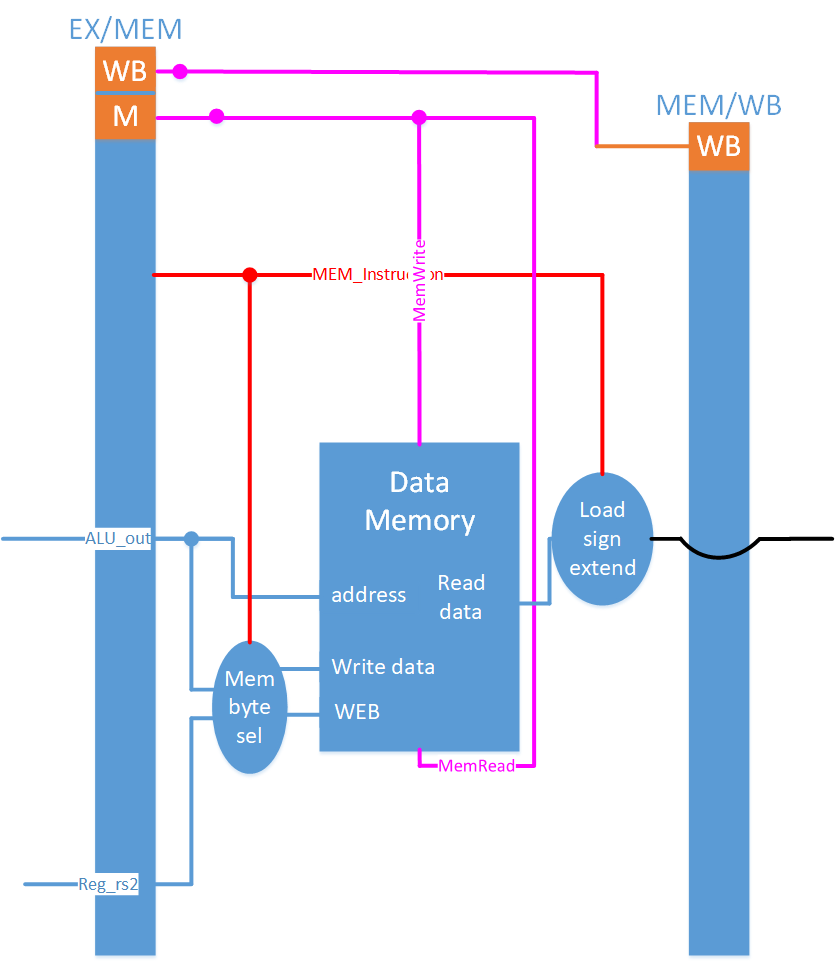 EX/MEM
WB
M
MEM/WB
WB
MEM_Instruction
MemWrite
Data
Memory
Load
sign
extend
ALU_out
address
Read
data
Write data
WEB
Mem
byte
sel
MemRead
Reg_rs2